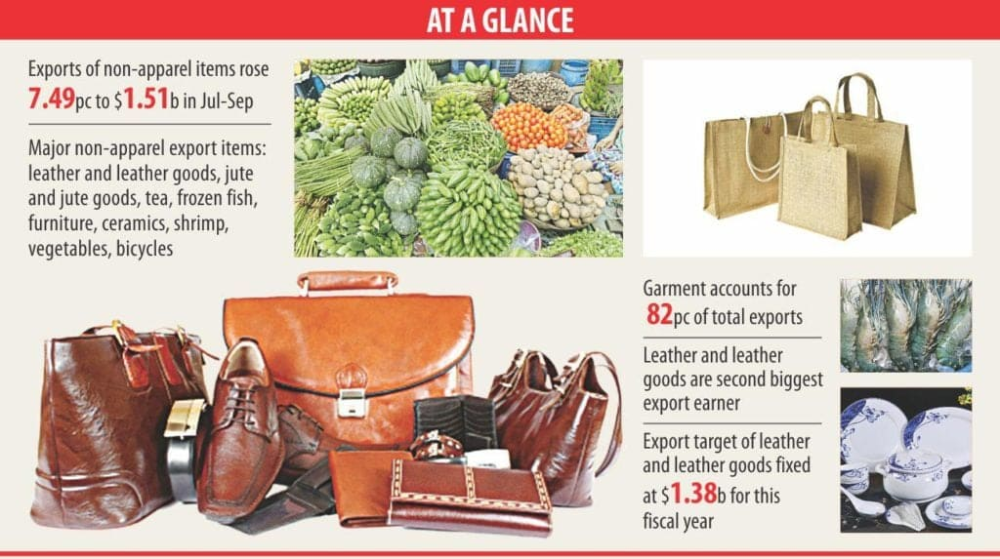 AT A GLANCE
Exports of non-apparel items rose
7.49pc to $1.51b in Jul-Sep
Major non-apparel export items:
leather and leather goods, jute
and jute goods, tea, frozen fish,
furniture, ceramics, shrimp,
vegetables, bicycles
Garment accounts for
82pc of total exports
Leather and leather
goods are second biggest
export earner
Export target of leather
and leather goods fixed
at $1.38b for this
fiscal year